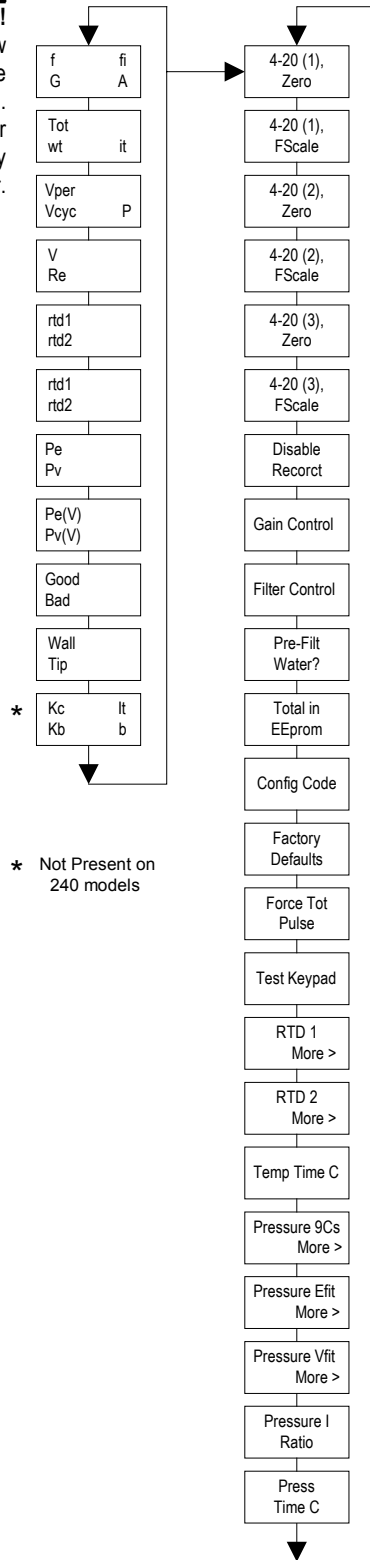 !
w
e
.
r
y
.
f fi
G A
Tot
wt it
Vper
Vcyc P
V
Re
rtd1
rtd2
rtd1
rtd2
Pe
Pv
Pe(V)
Pv(V)
Good
Bad
Wall
Tip
* Kc It
Kb b
* Not Present on
240 models
4-20 (1),
Zero
4-20 (1),
FScale
4-20 (2),
Zero
4-20 (2),
FScale
4-20 (3),
Zero
4-20 (3),
FScale
Disable
Recorct
Gain Control
Filter Control
Pre-Filt
Water?
Total in
EEprom
Config Code
Factory
Defaults
Force Tot
Pulse
Test Keypad
RTD 1
More >
RTD 2
More >
Temp Time C
Pressure 9Cs
More >
Pressure Efit
More >
Pressure Vfit
More >
Pressure I
Ratio
Press
Time C